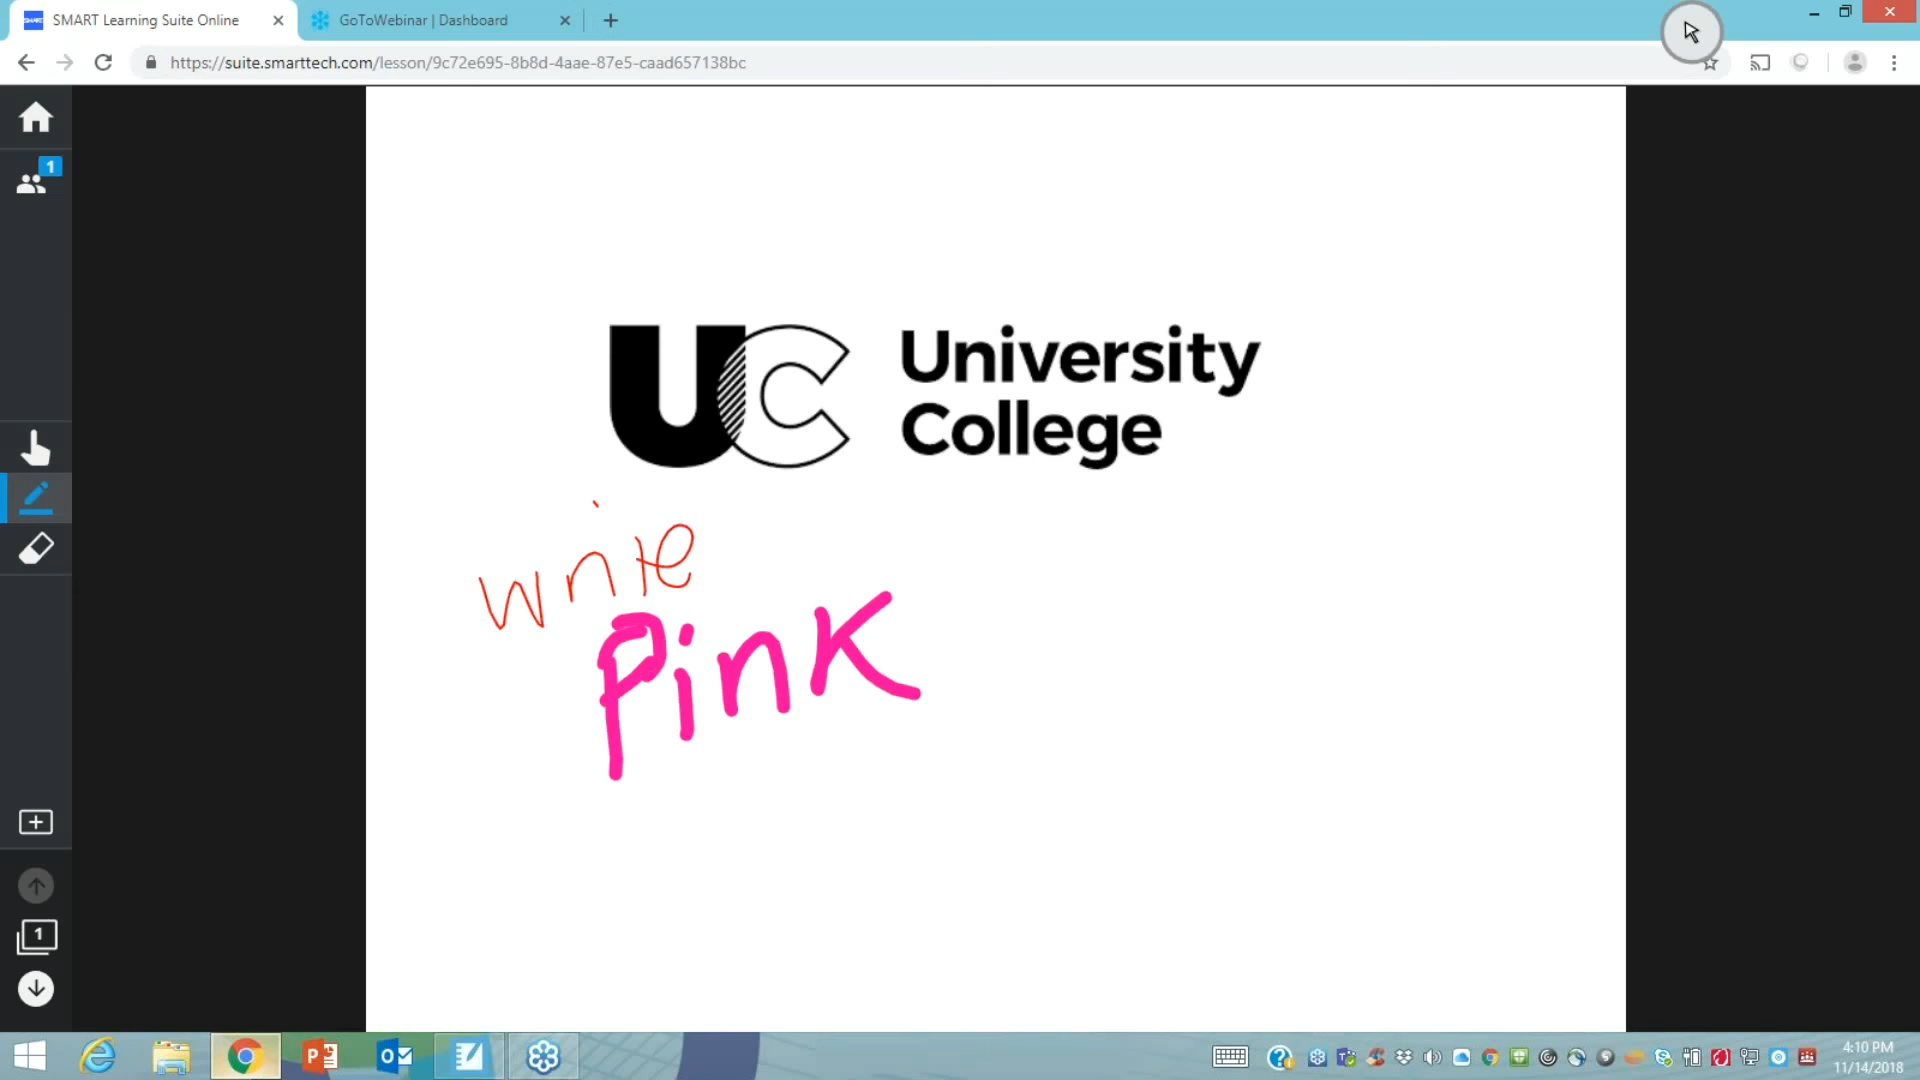 SMART Learning Suite Online
GoToWebinar | Dashboard
https://suite.smarttech.com/lesson/9c72e695-8b8d-4aae-87e5-caad657138bc
1
UC University
College
write
Pink
1
4:10 PM
11/14/2018